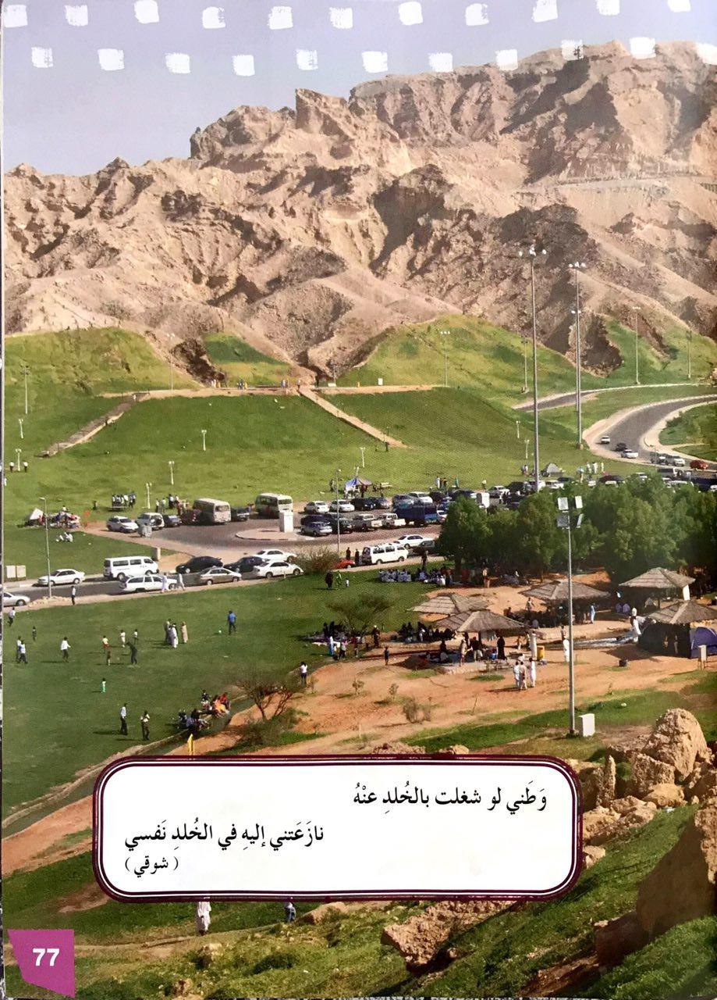 وَطَني لو شغلت بالخُلدِ عنْهُ
نازَعَتني إليهِ في الخُلدِ نَفسي
(شوقي)
77